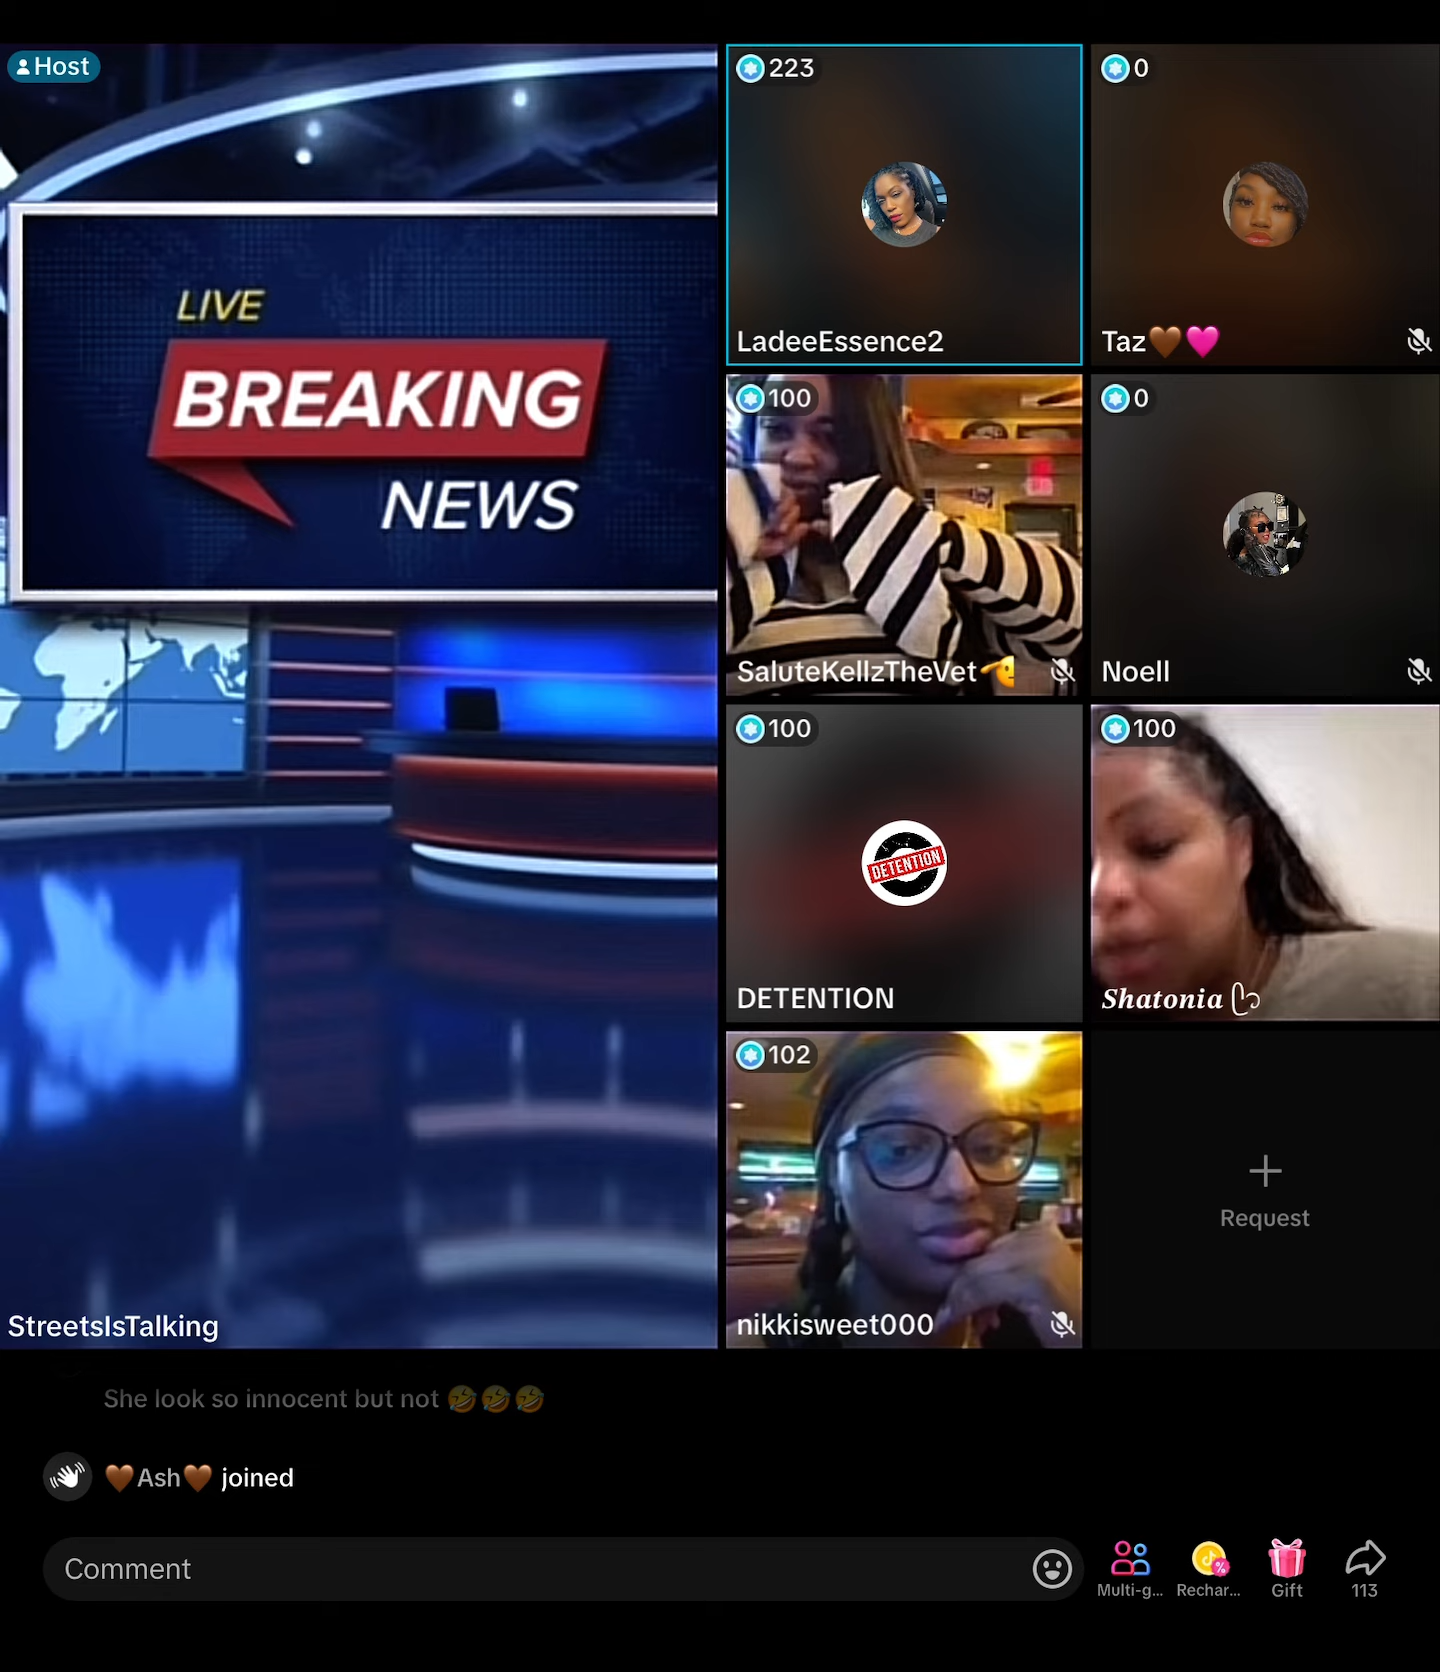 Host
LIVE
BREAKING
NEWS
StreetsIsTalking
223
LadeeEssence2
0
Taz🤎🩷
100
SaluteKellzTheVet🫡
0
Noell
100
DETENTION
DETENTION
100
Shatonia
102
nikkisweet000
Request
She look so innocent but not 🤣🤣🤣
🤎Ash🤎 joined
Comment
Multi-g...
Rechar...
Gift
113